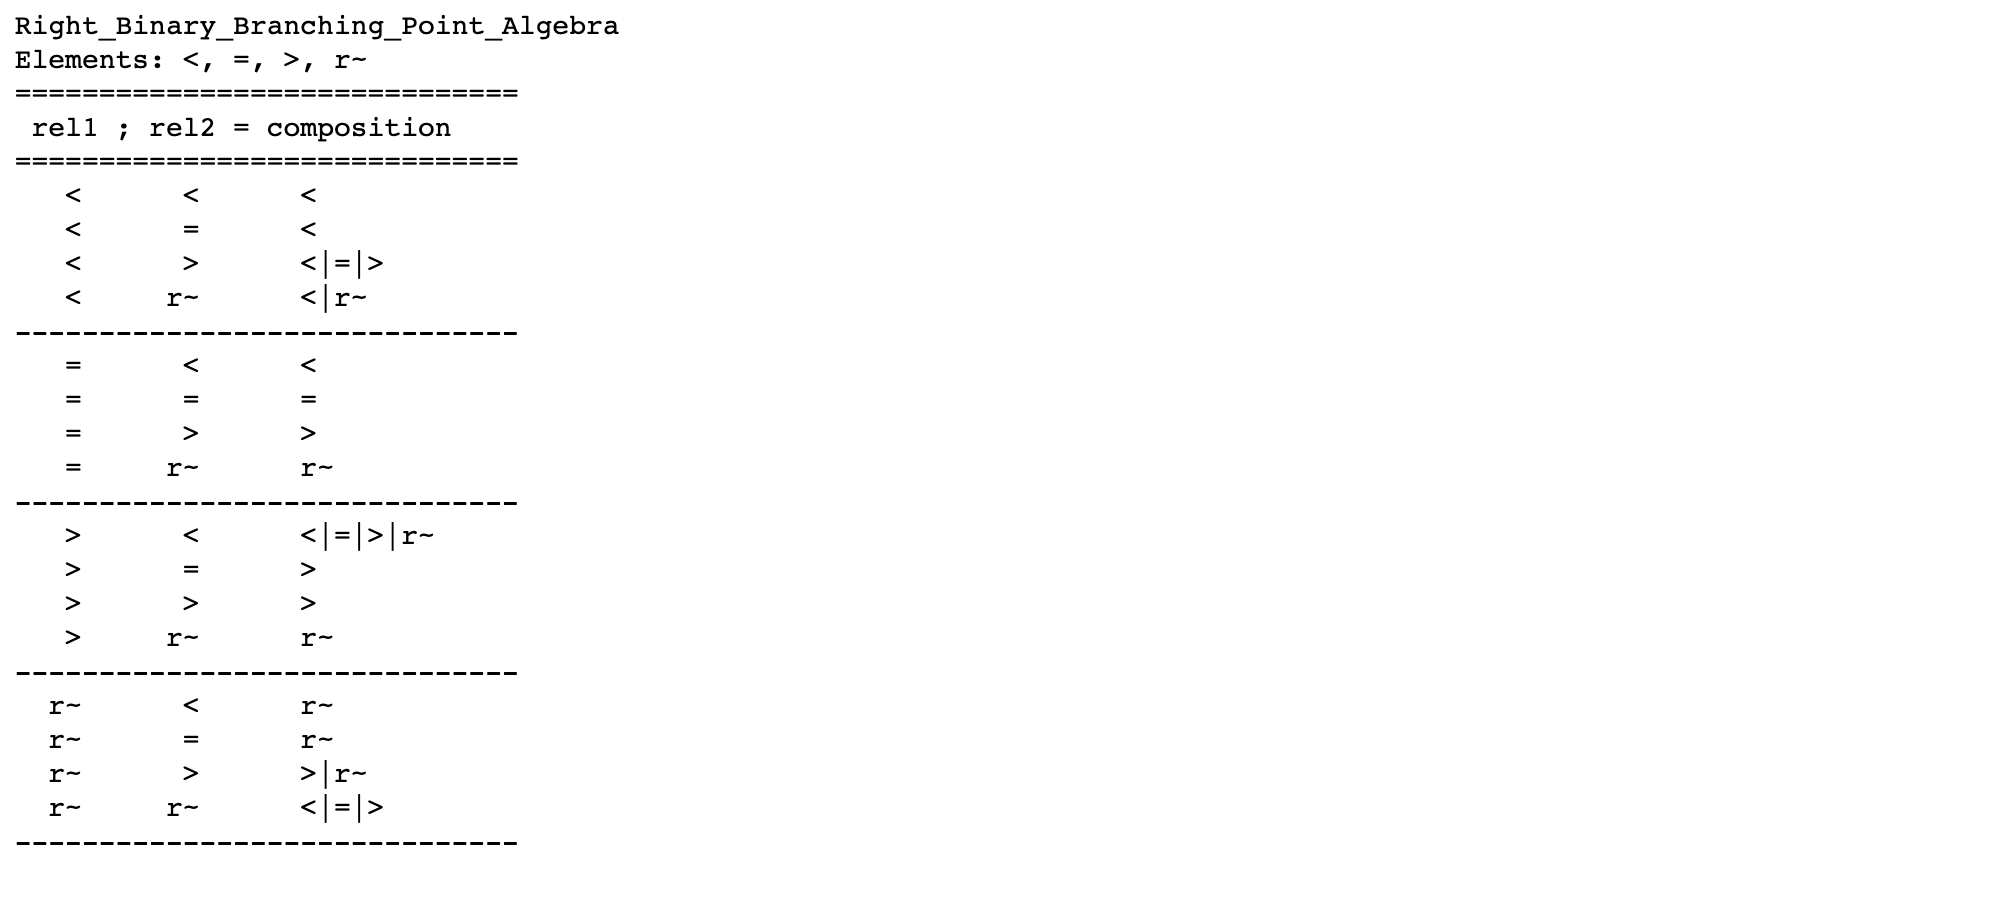 Right_Binary_Branching_Point_Algebra
Elements: <, =, >, r~
==============================
 rel1 ; rel2 = composition
==============================
   <      <      <
   <      =      <
   <      >      <|=|>
   <     r~      <|r~
------------------------------
   =      <      <
   =      =      =
   =      >      >
   =     r~      r~
------------------------------
   >      <      <|=|>|r~
   >      =      >
   >      >      >
   >     r~      r~
------------------------------
  r~      <      r~
  r~      =      r~
  r~      >      >|r~
  r~     r~      <|=|>
------------------------------